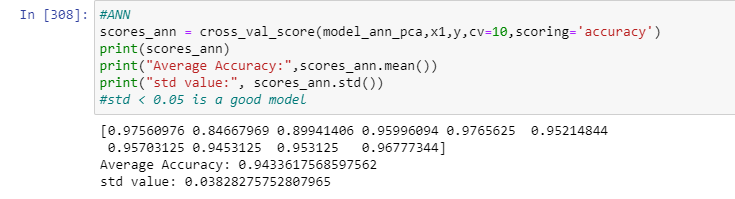 In [308]: #ANN
scores_ann = cross_val_score(model_ann_pca,x1,y,cv=10,scoring='accuracy')
print(scores_ann)
print("Average Accuracy:",scores_ann.mean())
print("std value:", scores_ann.std())
#std < 0.05 is a good model
[0.97560976 0.84667969 0.89941406 0.95996094 0.9765625  0.95214844
 0.95703125 0.9453125  0.953125   0.96777344]
Average Accuracy: 0.9433617568597562
std value: 0.03828275752807965